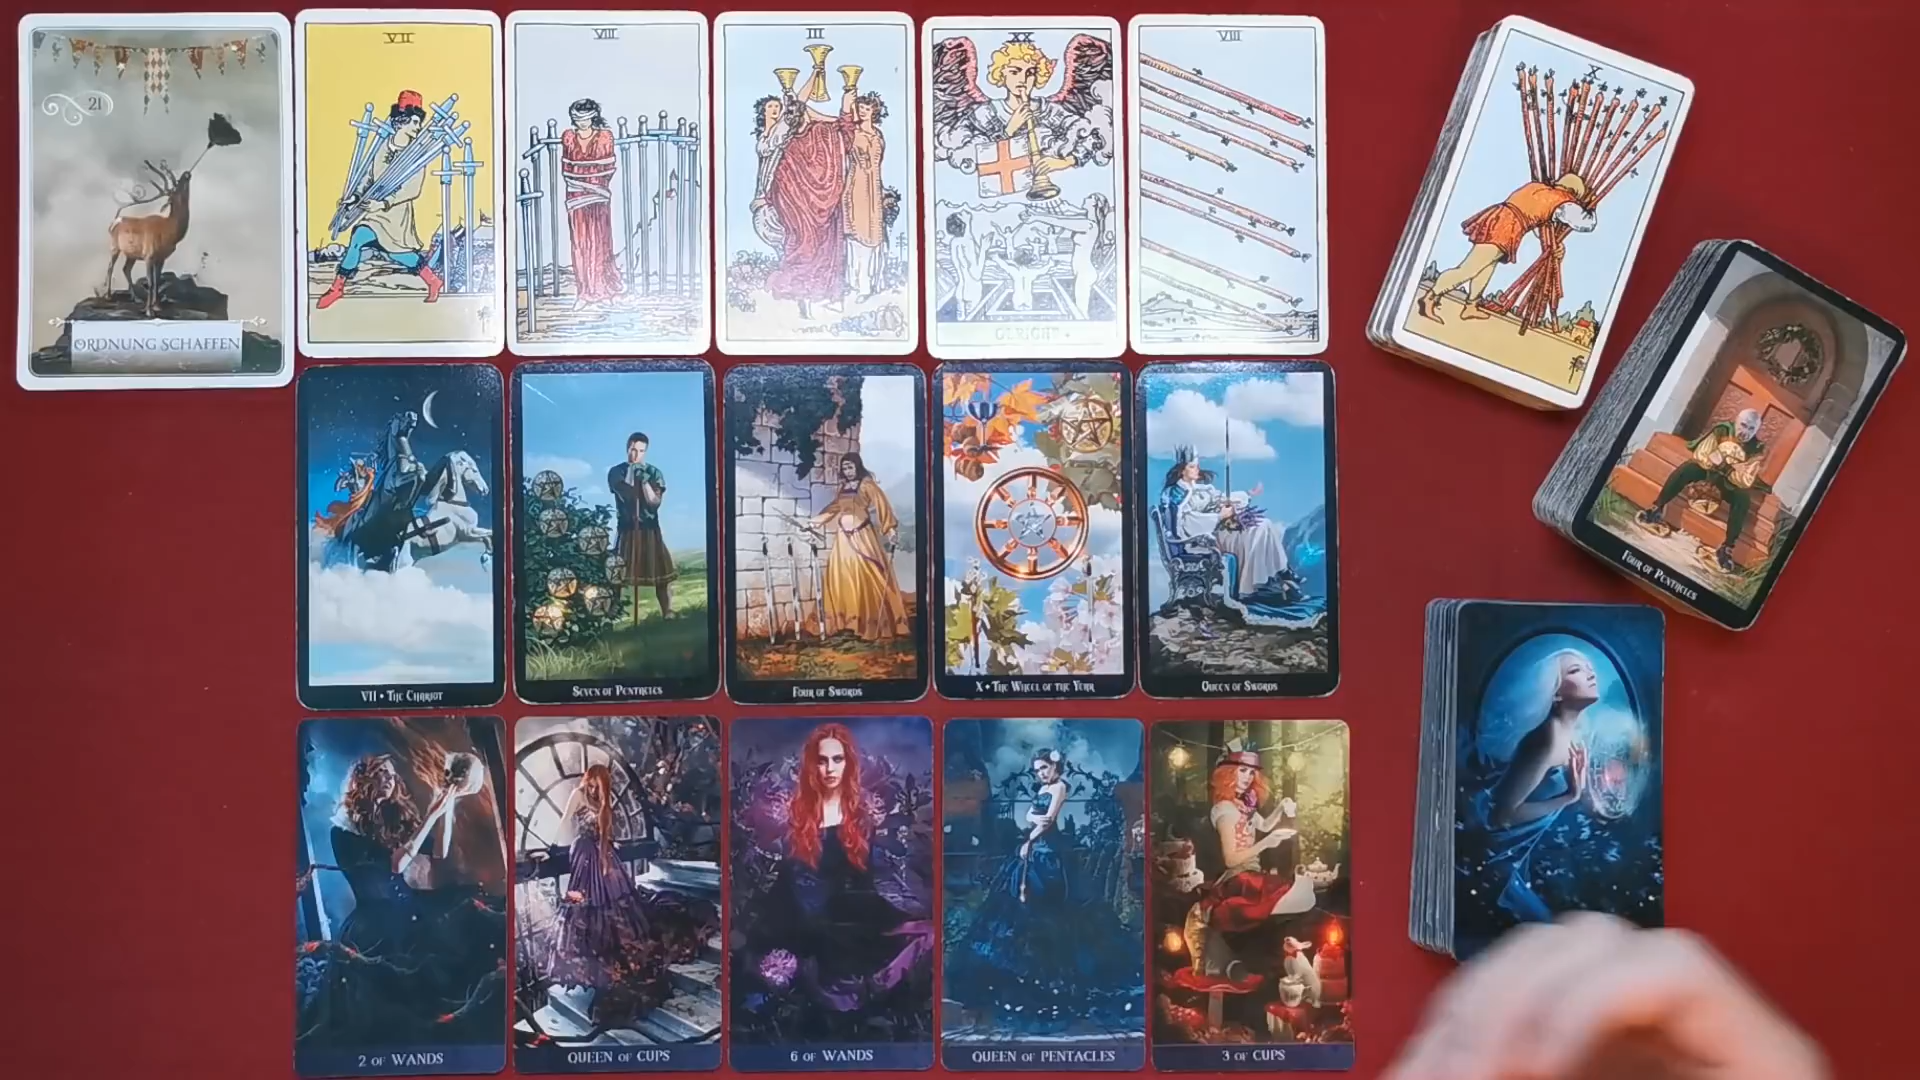 21
ORDNUNG SCHAFFEN
VII
VIII
III
XX
GERICHT
VIII
X
VII • THE CHARIOT
SEVEN OF PENTACLES
FOUR OF SWORDS
X • THE WHEEL OF THE YEAR
QUEEN OF SWORDS
FOUR OF PENTACLES
2 OF WANDS
QUEEN OF CUPS
6 OF WANDS
QUEEN OF PENTACLES
3 OF CUPS